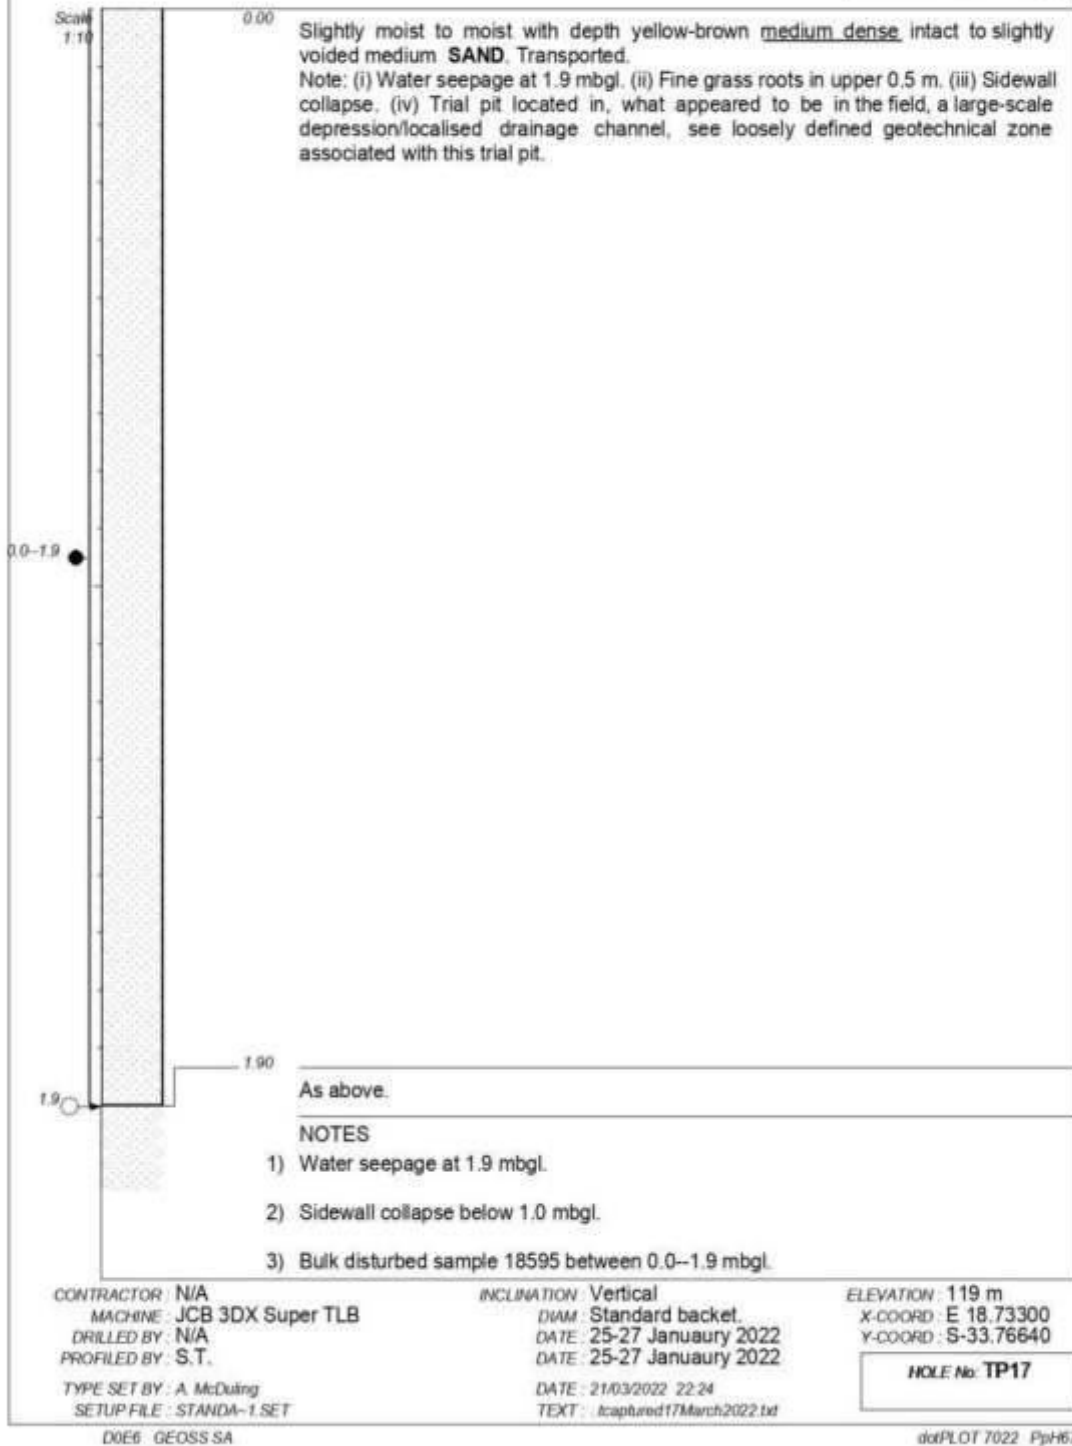 Scale
1:10
0.00
Slightly moist to moist with depth yellow-brown medium dense intact to slightly
voided medium SAND. Transported.
Note: (i) Water seepage at 1.9 mbgl. (ii) Fine grass roots in upper 0.5 m. (iii) Sidewall
collapse. (iv) Trial pit located in, what appeared to be in the field, a large-scale
depression/localised drainage channel, see loosely defined geotechnical zone
associated with this trial pit.
0.0--1.9
1.90
1.9
As above.
NOTES
1) Water seepage at 1.9 mbgl.
2) Sidewall collapse below 1.0 mbgl.
3) Bulk disturbed sample 18595 between 0.0--1.9 mbgl.
CONTRACTOR : N/A INCLINATION : Vertical ELEVATION : 119 m
MACHINE : JCB 3DX Super TLB DIAM : Standard backet. X-COORD : E 18.73300
DRILLED BY : N/A DATE : 25-27 Januaury 2022 Y-COORD : S-33.76640
PROFILED BY : S.T. DATE : 25-27 Januaury 2022
HOLE No: TP17
TYPE SET BY : A. McDuling DATE : 21/03/2022 22:24
SETUP FILE : STANDA~1.SET TEXT : .tcaptured17March2022.txt
D0E6 GEOSS SA dotPLOT 7022 PpH67